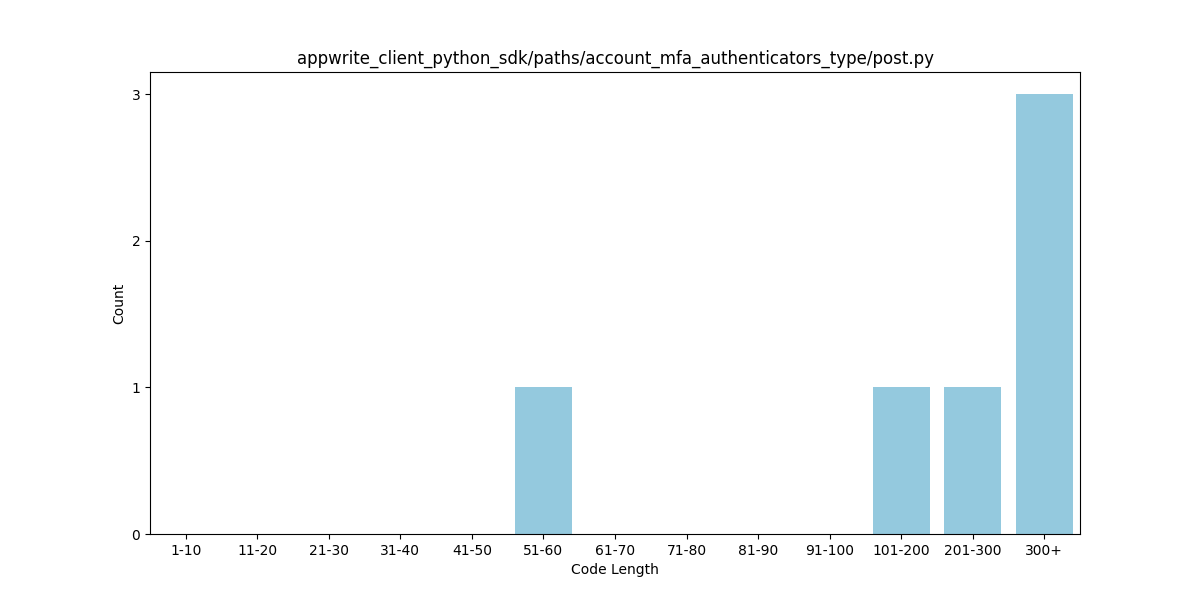 appwrite_client_python_sdk/paths/account_mfa_authenticators_type/post.py
3
2
1
0
Count
1-10 11-20 21-30 31-40 41-50 51-60 61-70 71-80 81-90 91-100 101-200 201-300 300+
Code Length